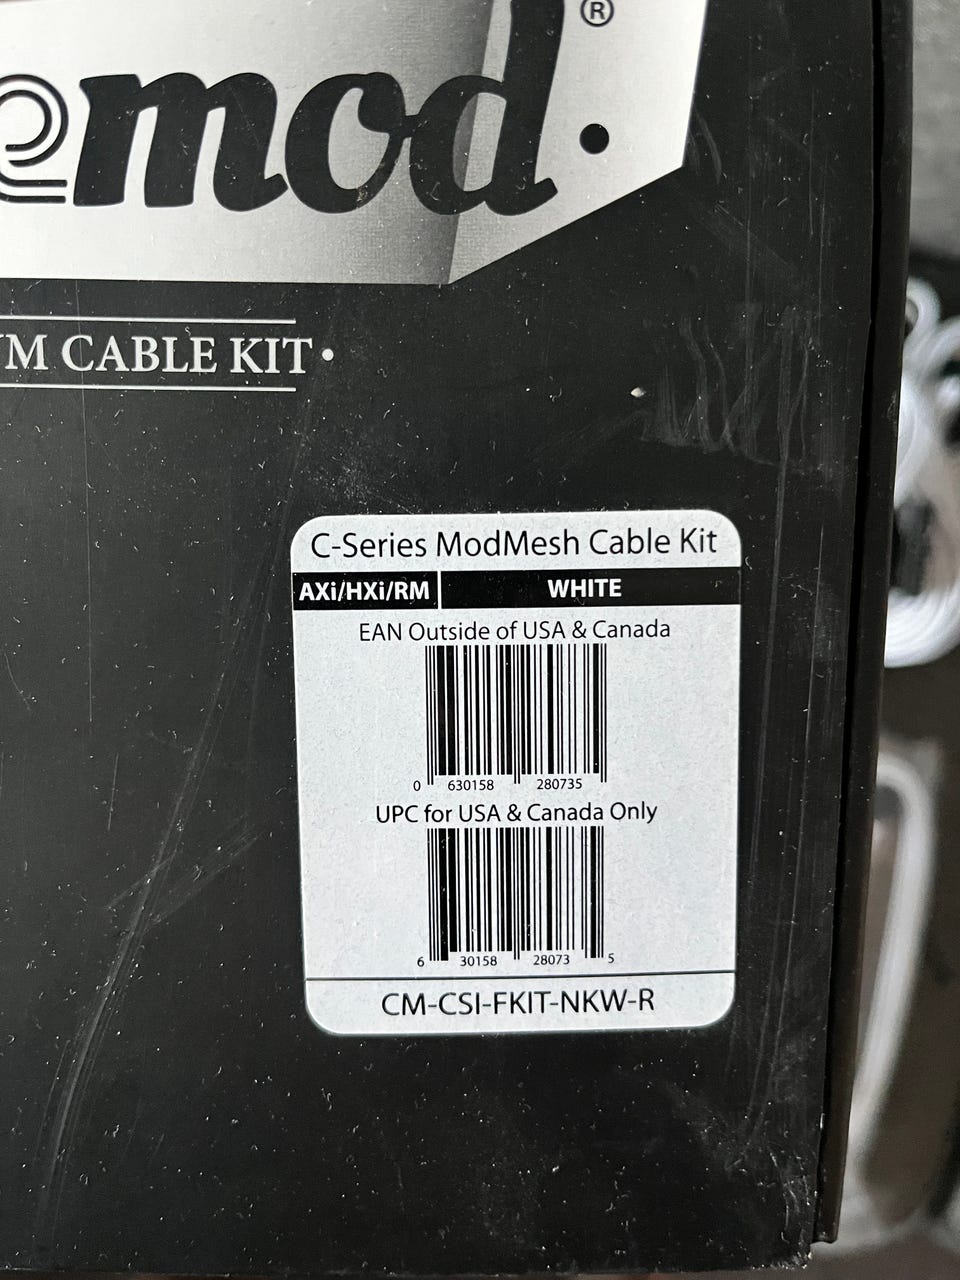 emod
®
CABLE KIT •
C-Series ModMesh Cable Kit
AXi/HXi/RM WHITE
EAN Outside of USA & Canada
0 630158 280735
UPC for USA & Canada Only
6 30158 28073 5
CM-CSI-FKIT-NKW-R